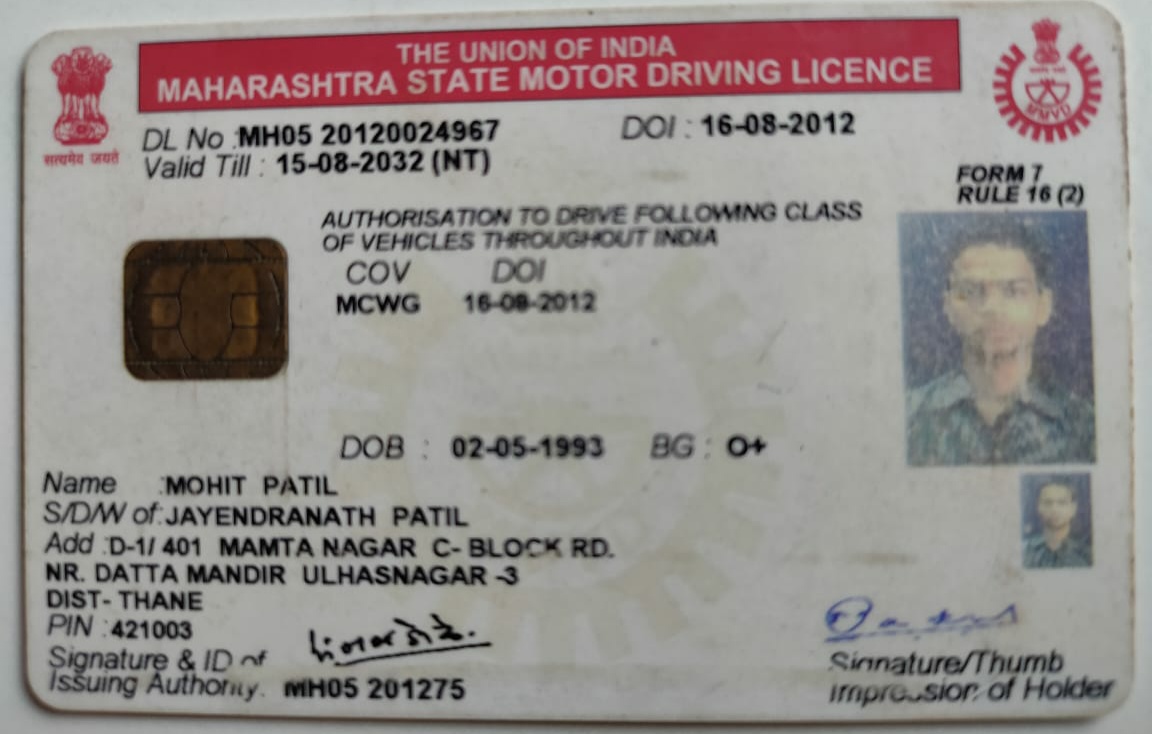 THE UNION OF INDIA
MAHARASHTRA STATE MOTOR DRIVING LICENCE
सत्यमेव जयते
MMVD
DL No : MH05 20120024967 DOI : 16-08-2012
Valid Till : 15-08-2032 (NT)
FORM 7
RULE 16 (2)
AUTHORISATION TO DRIVE FOLLOWING CLASS
OF VEHICLES THROUGHOUT INDIA
COV DOI
MCWG 16-08-2012
DOB : 02-05-1993 BG : O+
Name : MOHIT PATIL
S/D/W of: JAYENDRANATH PATIL
Add : D-1/ 401 MAMTA NAGAR C- BLOCK RD.
NR. DATTA MANDIR ULHASNAGAR -3
DIST- THANE
PIN : 421003
Signature & ID of
Issuing Authority. MH05 201275
Signature/Thumb
Impression of Holder